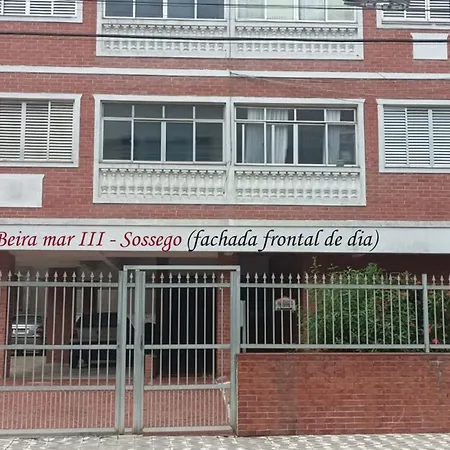 Beira mar III - Sossego (fachada frontal de dia)